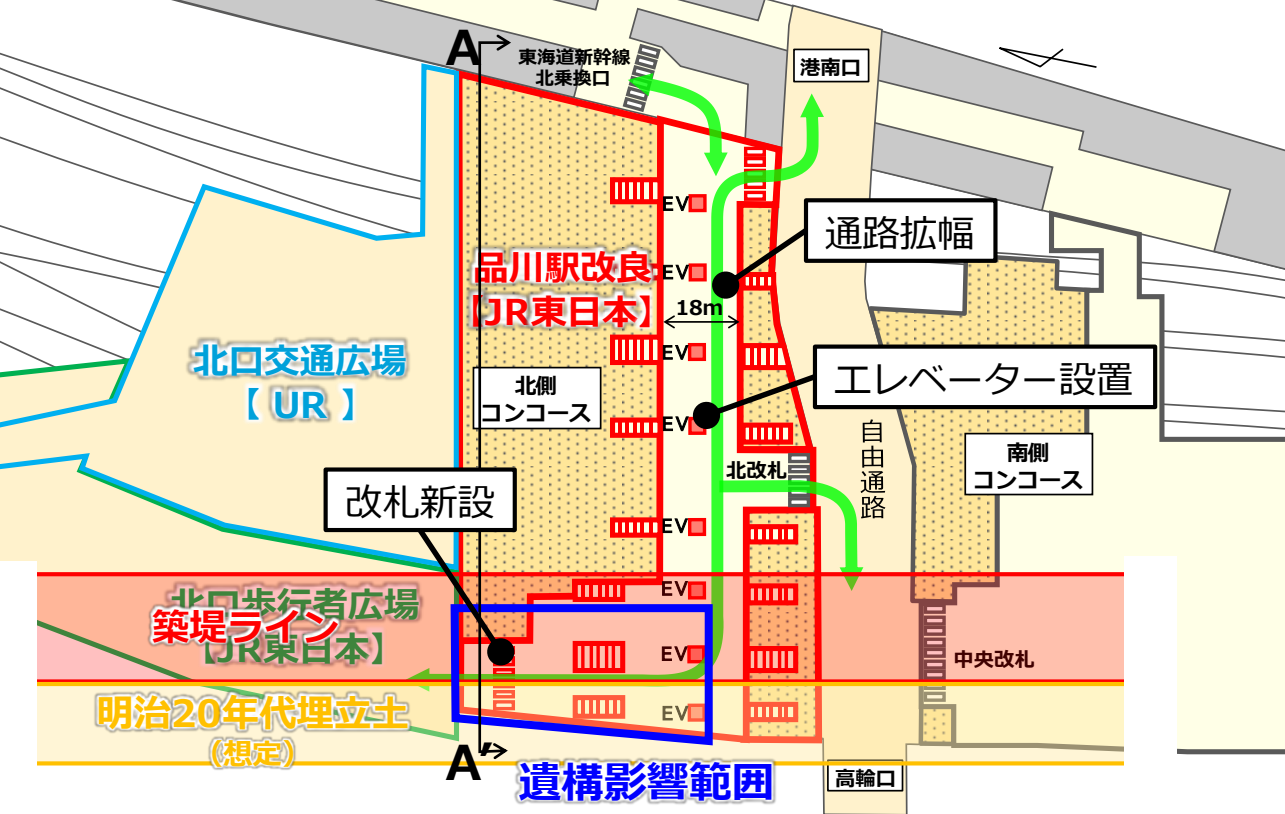 A
東海道新幹線
北乗換口
港南口
EV
通路拡幅
品川駅改良
【JR東日本】
EV
18m
北口交通広場
【 UR 】
EV
エレベーター設置
北側
コンコース
EV
自由通路
南側
コンコース
北改札
改札新設
EV
EV
北口歩行者広場
築堤ライン
【JR東日本】
EV
中央改札
明治20年代埋立土
(想定)
EV
A'
遺構影響範囲
高輪口